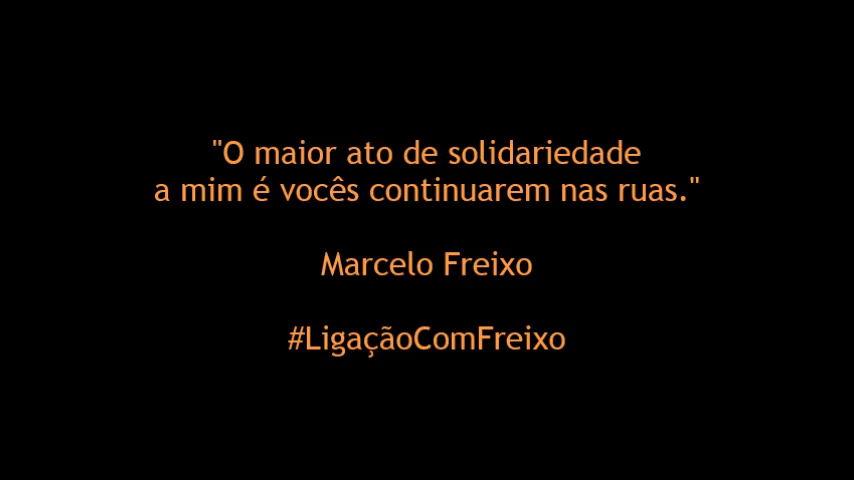 "O maior ato de solidariedade
a mim é vocês continuarem nas ruas."
Marcelo Freixo
#LigaçãoComFreixo